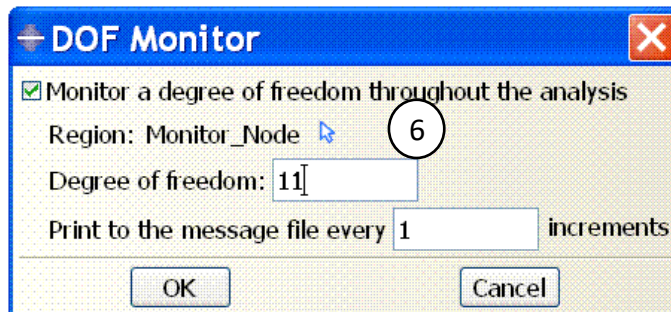 DOF Monitor
Monitor a degree of freedom throughout the analysis
Region: Monitor_Node
6
Degree of freedom: 11
Print to the message file every 1 increments
OK Cancel